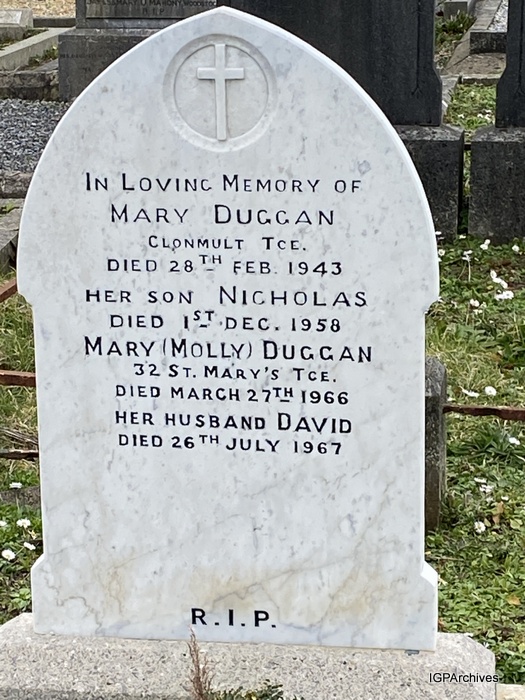 IN LOVING MEMORY OF
MARY DUGGAN
CLONMULT TCE.
DIED 28TH FEB. 1943
HER SON NICHOLAS
DIED 1ST DEC. 1958
MARY (MOLLY) DUGGAN
32 ST. MARY'S TCE.
DIED MARCH 27TH 1966
HER HUSBAND DAVID
DIED 26TH JULY 1967
R.I.P.
IGPArchives